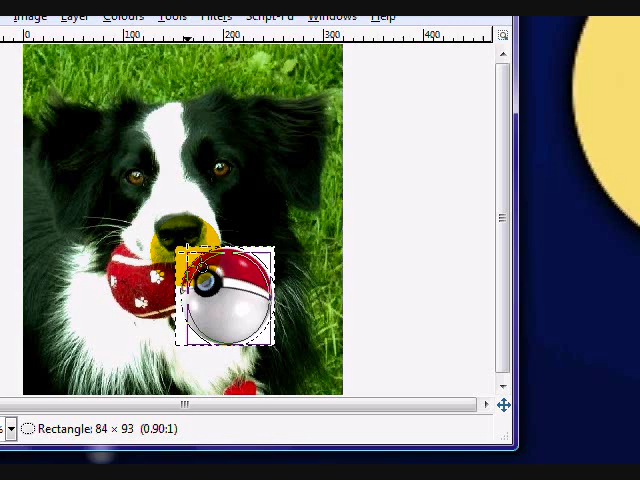 Image Layer Colours Tools Filters Script-Fu Windows Help
0 100 200 300 400
% Rectangle: 84 × 93 (0.90:1)